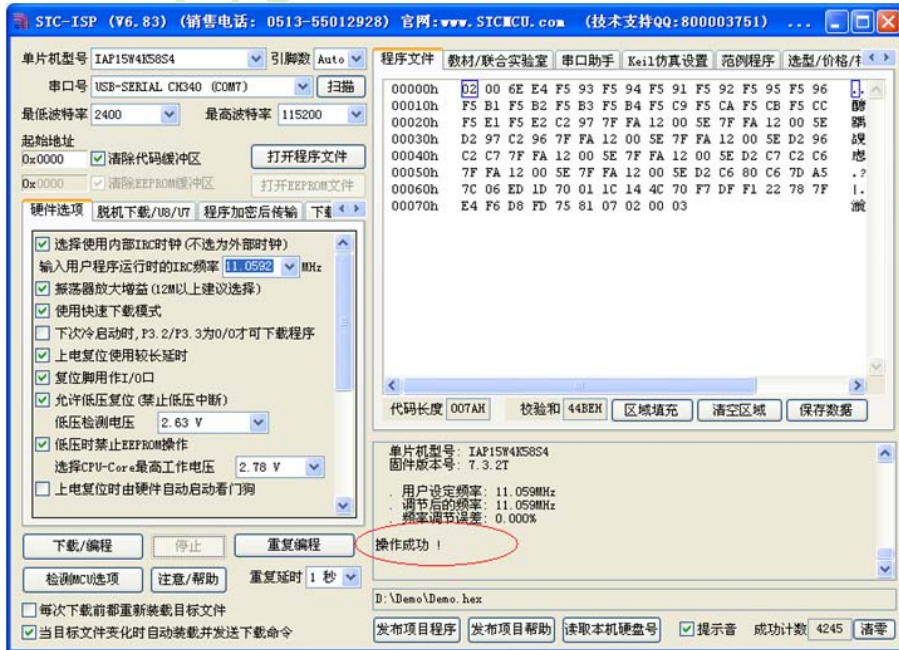 STC-ISP (V6.83) (销售电话: 0513-55012928) 官网:www.STCMCU.com (技术支持QQ:800003751) ...
单片机型号 IAP15W4K58S4 引脚数 Auto
串口号 USB-SERIAL CH340 (COM7) 扫描
最低波特率 2400 最高波特率 115200
起始地址
0x0000 清除代码缓冲区 打开程序文件
0x0000 清除EEPROM缓冲区 打开EEPROM文件
硬件选项 脱机下载/U8/U7 程序加密后传输
选择使用内部IRC时钟(不选为外部时钟)
输入用户程序运行时的IRC频率 11.0592 MHz
振荡器放大增益(12M以上建议选择)
使用快速下载模式
下次冷启动时,P3.2/P3.3为0/0才可下载程序
上电复位使用较长延时
复位脚用作I/O口
允许低压复位(禁止低压中断)
低压检测电压 2.63 V
低压时禁止EEPROM操作
选择CPU-Core最高工作电压 2.78 V
上电复位时由硬件自动启动看门狗
下载/编程 停止 重复编程
检测MCU选项 注意/帮助 重复延时 1 秒
每次下载前都重新装载目标文件
当目标文件变化时自动装载并发送下载命令
程序文件 教材/联合实验室 串口助手 Keil仿真设置 范例程序 选型/价格/
00000h 02 00 6E E4 F5 93 F5 94 F5 91 F5 92 F5 95 F5 96
00010h F5 B1 F5 B2 F5 B3 F5 B4 F5 C9 F5 CA F5 CB F5 CC
00020h F5 E1 F5 E2 C2 97 7F FA 12 00 5E 7F FA 12 00 5E
00030h D2 97 C2 96 7F FA 12 00 5E 7F FA 12 00 5E D2 96
00040h C2 C7 7F FA 12 00 5E 7F FA 12 00 5E D2 C7 C2 C6
00050h 7F FA 12 00 5E 7F FA 12 00 5E D2 C6 80 C6 7D A5 .?
00060h 7C 06 ED 1D 70 01 1C 14 4C 70 F7 DF F1 22 78 7F |.
00070h E4 F6 D8 FD 75 81 07 02 00 03
代码长度 007AH 校验和 44BEH 区域填充 清空区域 保存数据
单片机型号: IAP15W4K58S4
固件版本号: 7.3.2T
. 用户设定频率: 11.059MHz
. 调节后的频率: 11.059MHz
. 频率调节误差: 0.000%
操作成功 !
D:\Demo\Demo.hex
发布项目程序 发布项目帮助 读取本机硬盘号 提示音 成功计数 4245 清零